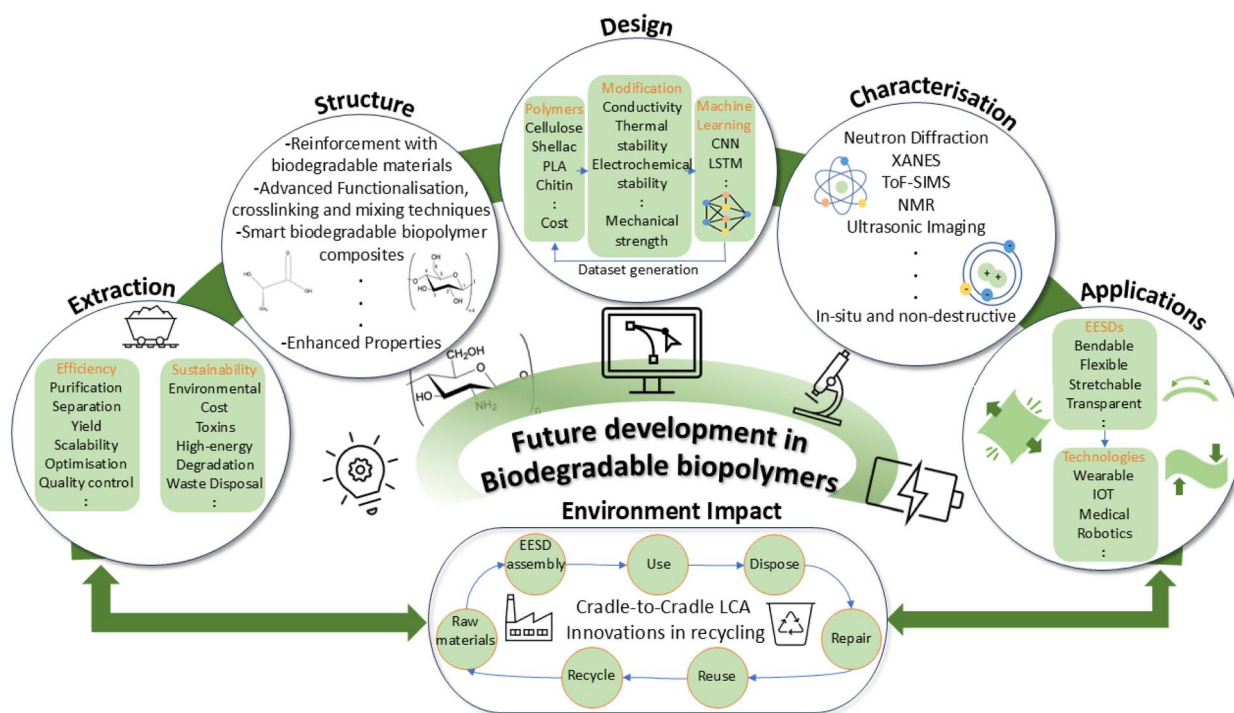 Design
Polymers
Cellulose
Shellac
PLA
Chitin
:
Cost
Modification
Conductivity
Thermal
stability
Electrochemical
stability
:
Mechanical
strength
Machine
Learning
CNN
LSTM
:
Dataset generation
Structure
-Reinforcement with
biodegradable materials
-Advanced Functionalisation,
crosslinking and mixing techniques
-Smart biodegradable biopolymer
composites
.
.
.
-Enhanced Properties
Characterisation
Neutron Diffraction
XANES
ToF-SIMS
NMR
Ultrasonic Imaging
.
.
.
In-situ and non-destructive
Extraction
Efficiency
Purification
Separation
Yield
Scalability
Optimisation
Quality control
:
Sustainability
Environmental
Cost
Toxins
High-energy
Degradation
Waste Disposal
:
Applications
EESDs
Bendable
Flexible
Stretchable
Transparent
:
Technologies
Wearable
IOT
Medical
Robotics
:
CH₂OH
O
HO
NH₂
O
Future development in
Biodegradable biopolymers
Environment Impact
EESD
assembly
Use
Dispose
Raw
materials
Cradle-to-Cradle LCA
Innovations in recycling
Repair
Recycle
Reuse